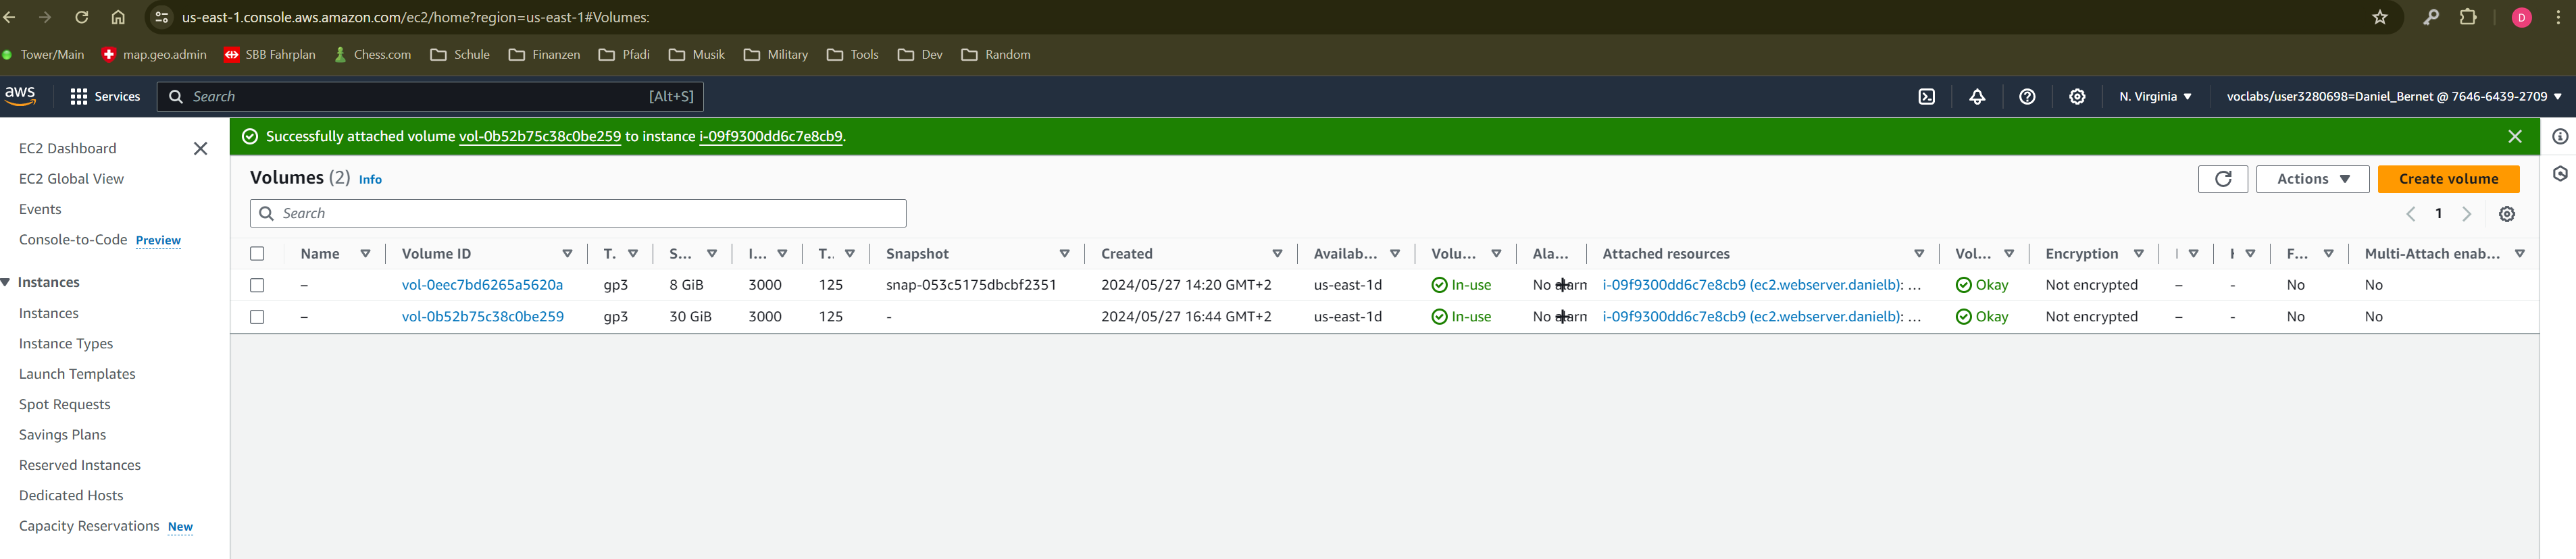 us-east-1.console.aws.amazon.com/ec2/home?region=us-east-1#Volumes:
D
Tower/Main map.geo.admin SBB Fahrplan Chess.com Schule Finanzen Pfadi Musik Military Tools Dev Random
aws Services Search [Alt+S] N. Virginia voclabs/user3280698=Daniel_Bernet @ 7646-6439-2709
EC2 Dashboard
EC2 Global View
Events
Console-to-Code Preview
Instances
Instances
Instance Types
Launch Templates
Spot Requests
Savings Plans
Reserved Instances
Dedicated Hosts
Capacity Reservations New
Successfully attached volume vol-0b52b75c38c0be259 to instance i-09f9300dd6c7e8cb9.
Volumes (2) Info
Actions Create volume
Search
1
Name Volume ID T. S... I... T.. Snapshot Created Availab... Volu... Ala... Attached resources Vol... Encryption F... Multi-Attach enab...
– vol-0eec7bd6265a5620a gp3 8 GiB 3000 125 snap-053c5175dbcbf2351 2024/05/27 14:20 GMT+2 us-east-1d In-use No i-09f9300dd6c7e8cb9 (ec2.webserver.danielb): ... Okay Not encrypted – - No No
– vol-0b52b75c38c0be259 gp3 30 GiB 3000 125 - 2024/05/27 16:44 GMT+2 us-east-1d In-use No i-09f9300dd6c7e8cb9 (ec2.webserver.danielb): ... Okay Not encrypted – - No No